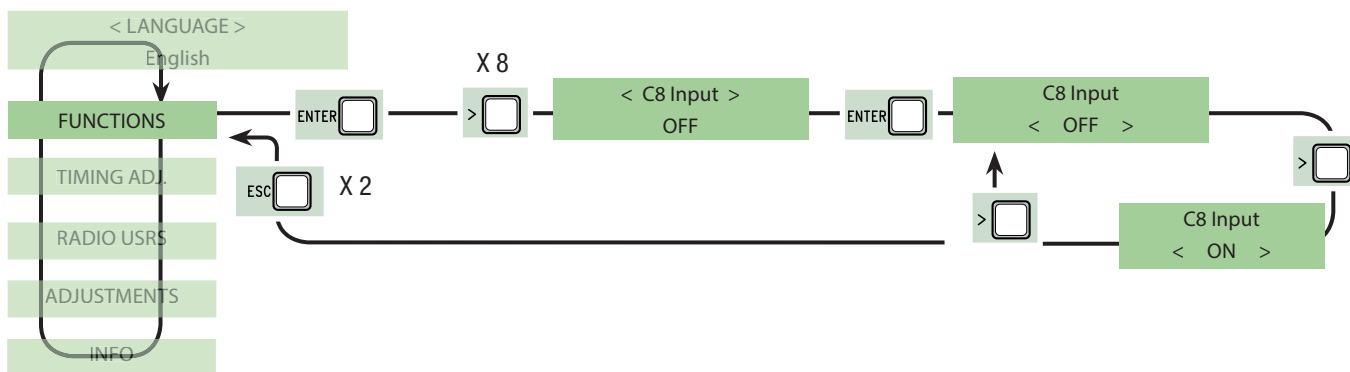 < LANGUAGE >
English
FUNCTIONS
TIMING ADJ.
RADIO USRS
ADJUSTMENTS
INFO
ENTER
X 8
>
< C8 Input >
OFF
ENTER
C8 Input
< OFF >
>
C8 Input
< ON >
>
ESC
X 2